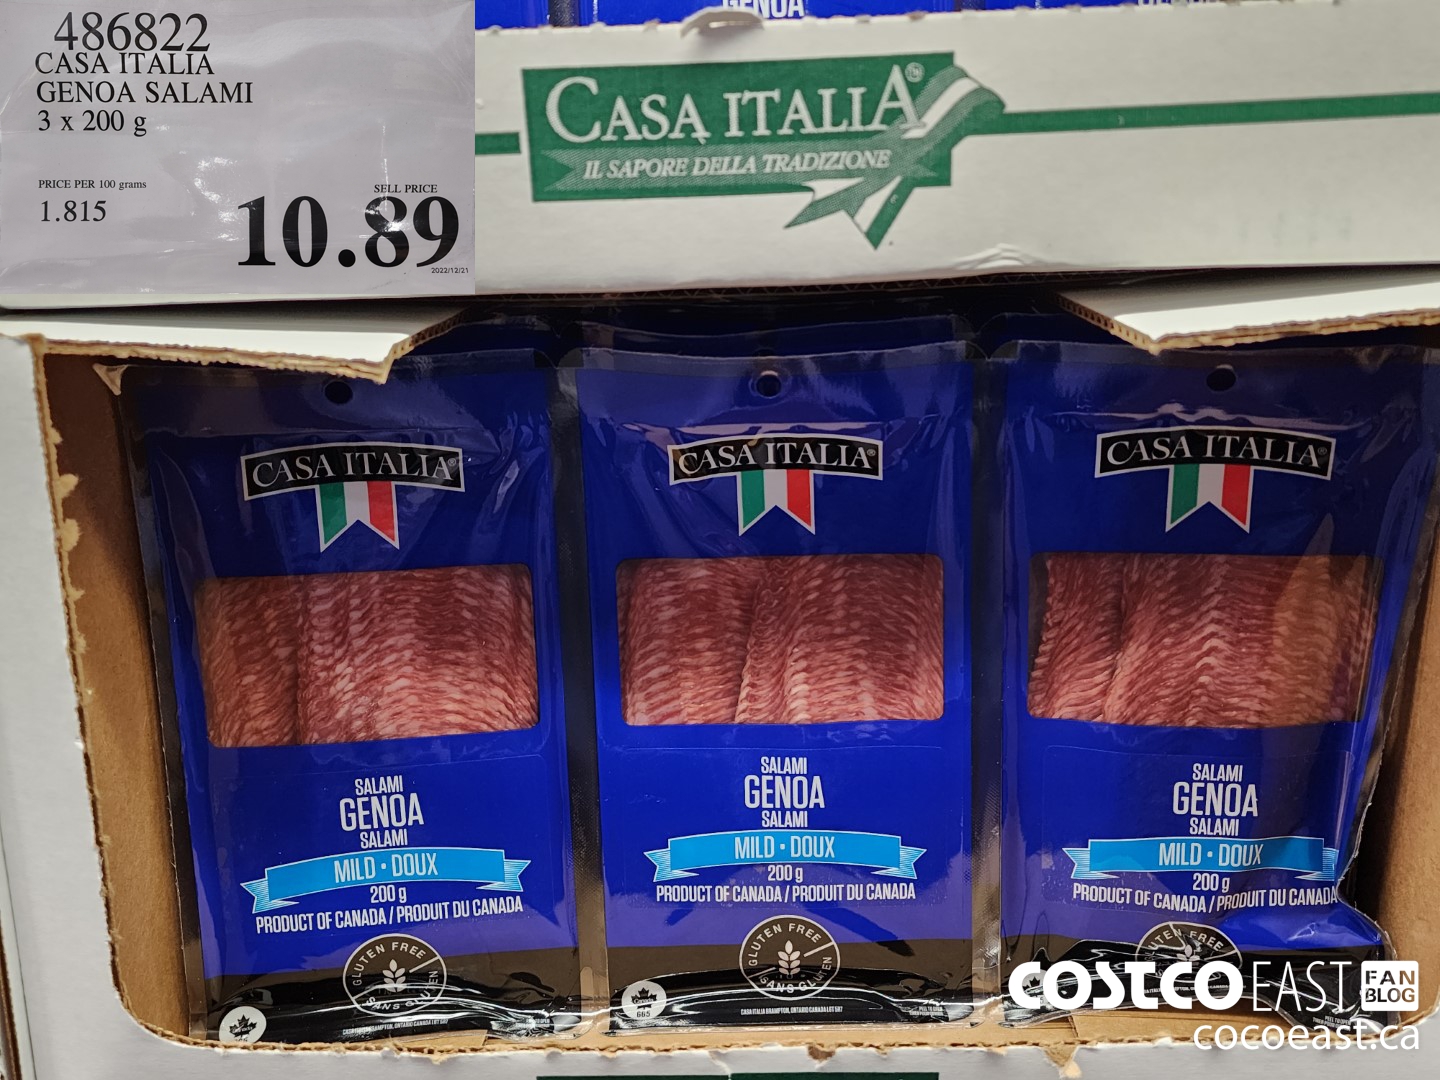 486822
CASA ITALIA
GENOA SALAMI
3 x 200 g
PRICE PER 100 grams
1.815
SELL PRICE
10.89
2022/12/21
GENOA
CASA ITALIA
IL SAPORE DELLA TRADIZIONE
CASA ITALIA®
SALAMI
GENOA
SALAMI
MILD • DOUX
200 g
PRODUCT OF CANADA / PRODUIT DU CANADA
GLUTEN FREE
SANS GLUTEN
CASA ITALIA®
SALAMI
GENOA
SALAMI
MILD • DOUX
200 g
PRODUCT OF CANADA / PRODUIT DU CANADA
GLUTEN FREE
SANS GLUTEN
665
CASA ITALIA®
SALAMI
GENOA
SALAMI
MILD • DOUX
200 g
PRODUCT OF CANADA / PRODUIT DU CANADA
GLUTEN FREE
COSTCO EAST FAN BLOG
cocoeast.ca